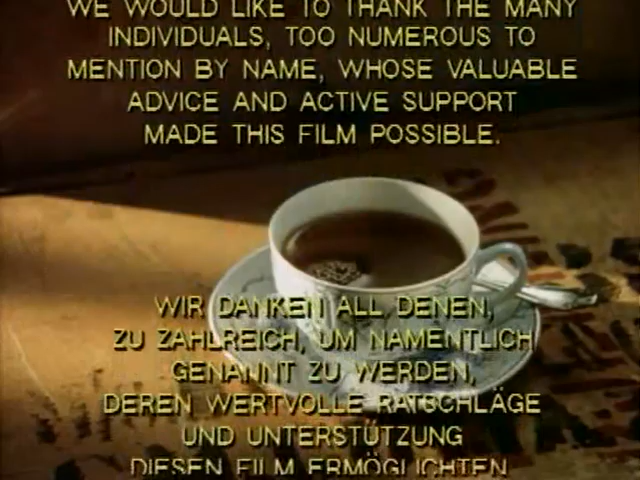 WE WOULD LIKE TO THANK THE MANY
INDIVIDUALS, TOO NUMEROUS TO
MENTION BY NAME, WHOSE VALUABLE
ADVICE AND ACTIVE SUPPORT
MADE THIS FILM POSSIBLE.
WIR DANKEN ALL DENEN,
ZU ZAHLREICH, UM NAMENTLICH
GENANNT ZU WERDEN,
DEREN WERTVOLLE RATSCHLÄGE
UND UNTERSTÜTZUNG
DIESEN FILM ERMÖGLICHTEN